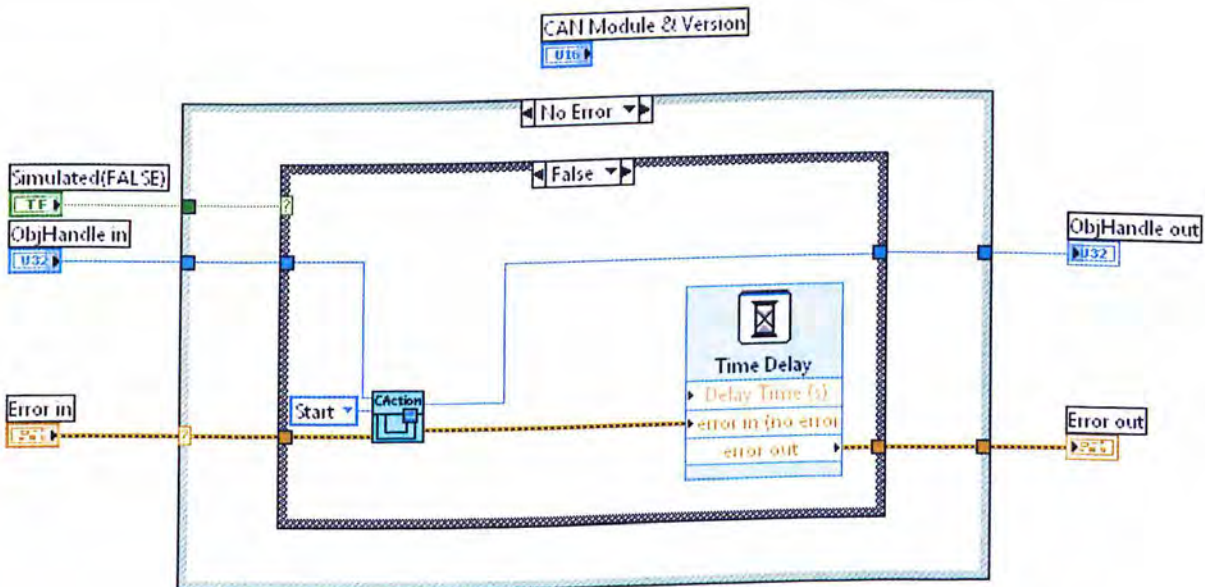 CAN Module & Version
U16
No Error
False
Simulated(FALSE)
TF
ObjHandle in
U32
ObjHandle out
U32
Time Delay
Delay Time (s)
error in (no error
error out
Start
CAction
Error in
Error out